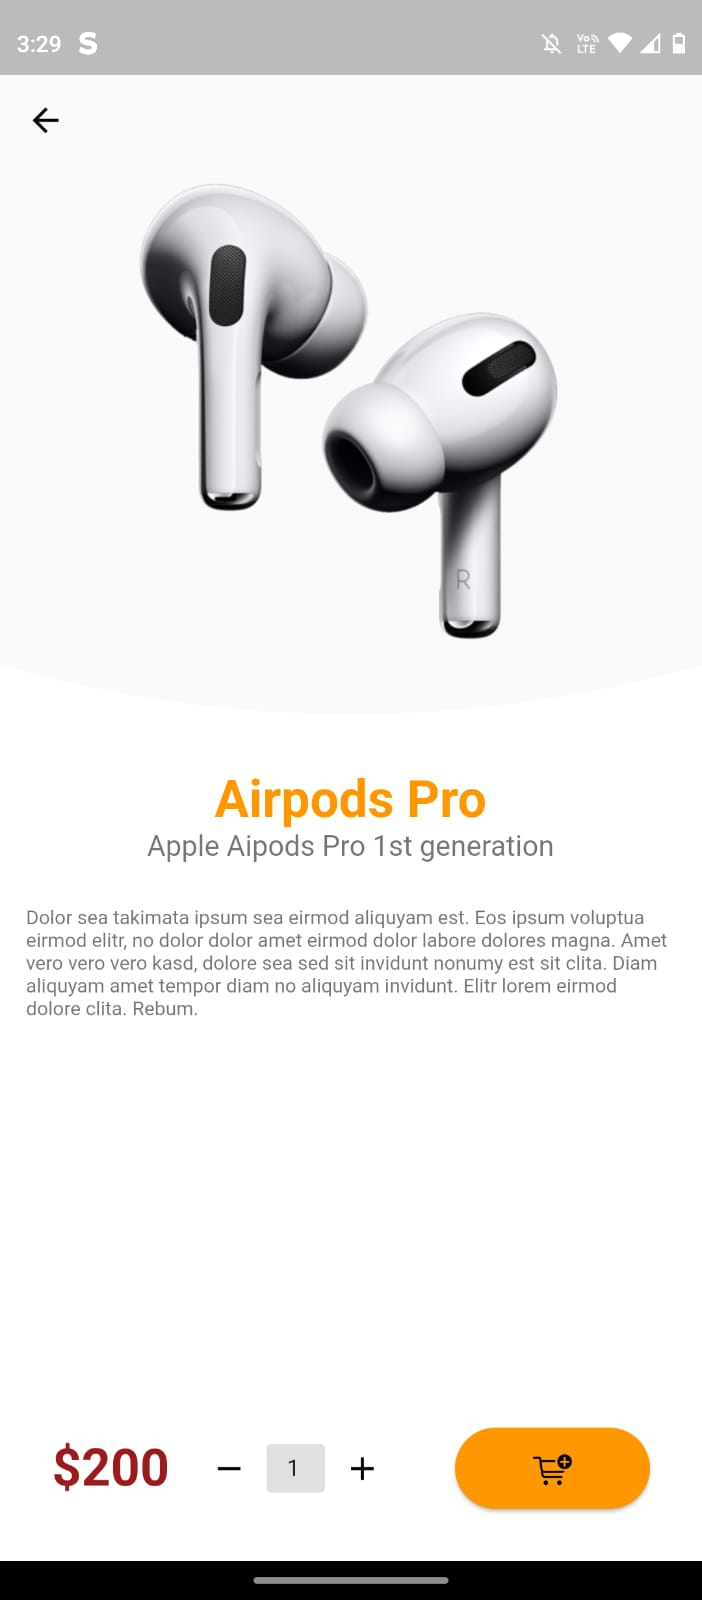 3:29 S
Vo LTE
R
Airpods Pro
Apple Aipods Pro 1st generation
Dolor sea takimata ipsum sea eirmod aliquyam est. Eos ipsum voluptua
eirmod elitr, no dolor dolor amet eirmod dolor labore dolores magna. Amet
vero vero vero kasd, dolore sea sed sit invidunt nonumy est sit clita. Diam
aliquyam amet tempor diam no aliquyam invidunt. Elitr lorem eirmod
dolore clita. Rebum.
$200 − 1 +